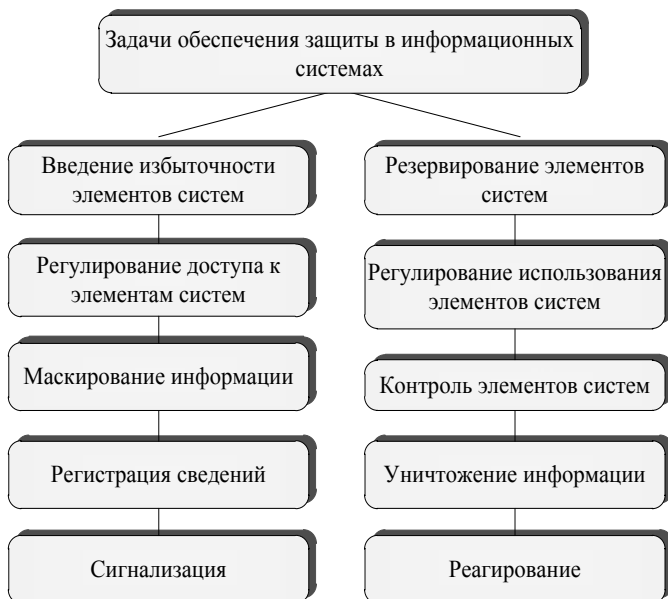 Задачи обеспечения защиты в информационных
системах
Введение избыточности
элементов систем
Резервирование элементов
систем
Регулирование доступа к
элементам систем
Регулирование использования
элементов систем
Маскирование информации
Контроль элементов систем
Регистрация сведений
Уничтожение информации
Сигнализация
Реагирование